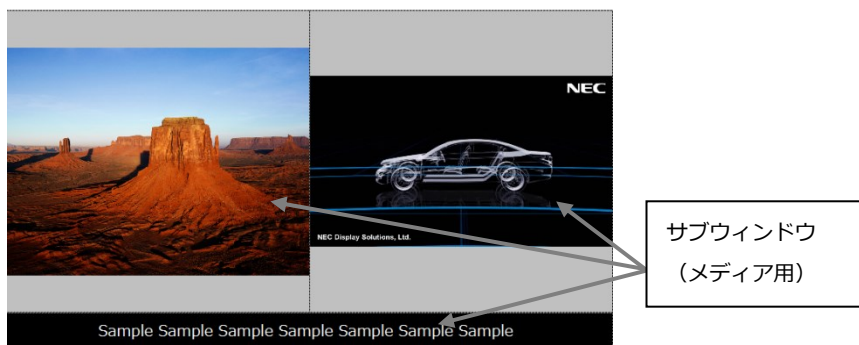 NEC
NEC Display Solutions, Ltd.
サブウィンドウ
（メディア用）
Sample Sample Sample Sample Sample Sample Sample